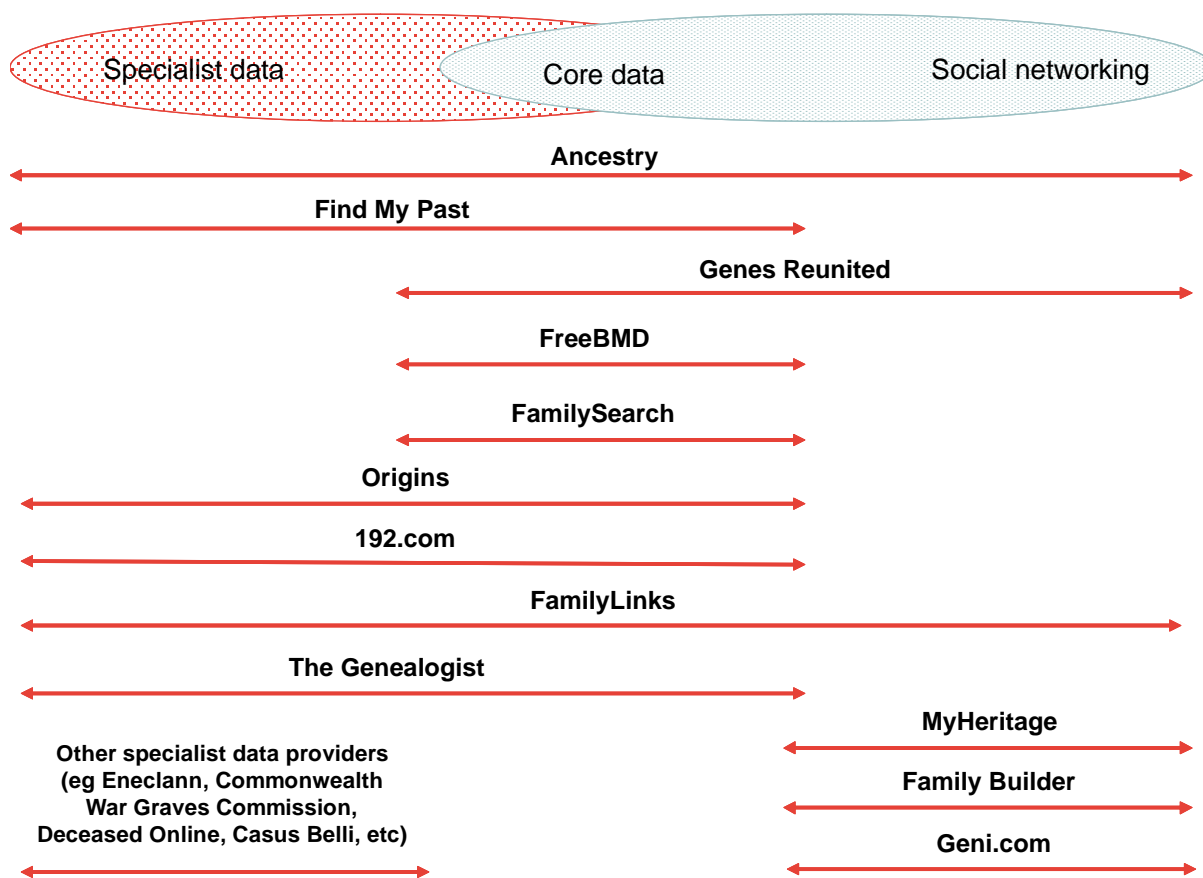 Specialist data
Core data
Social networking
Ancestry
Find My Past
Genes Reunited
FreeBMD
FamilySearch
Origins
192.com
FamilyLinks
The Genealogist
MyHeritage
Other specialist data providers
(eg Eneclann, Commonwealth
War Graves Commission,
Deceased Online, Casus Belli, etc)
Family Builder
Geni.com